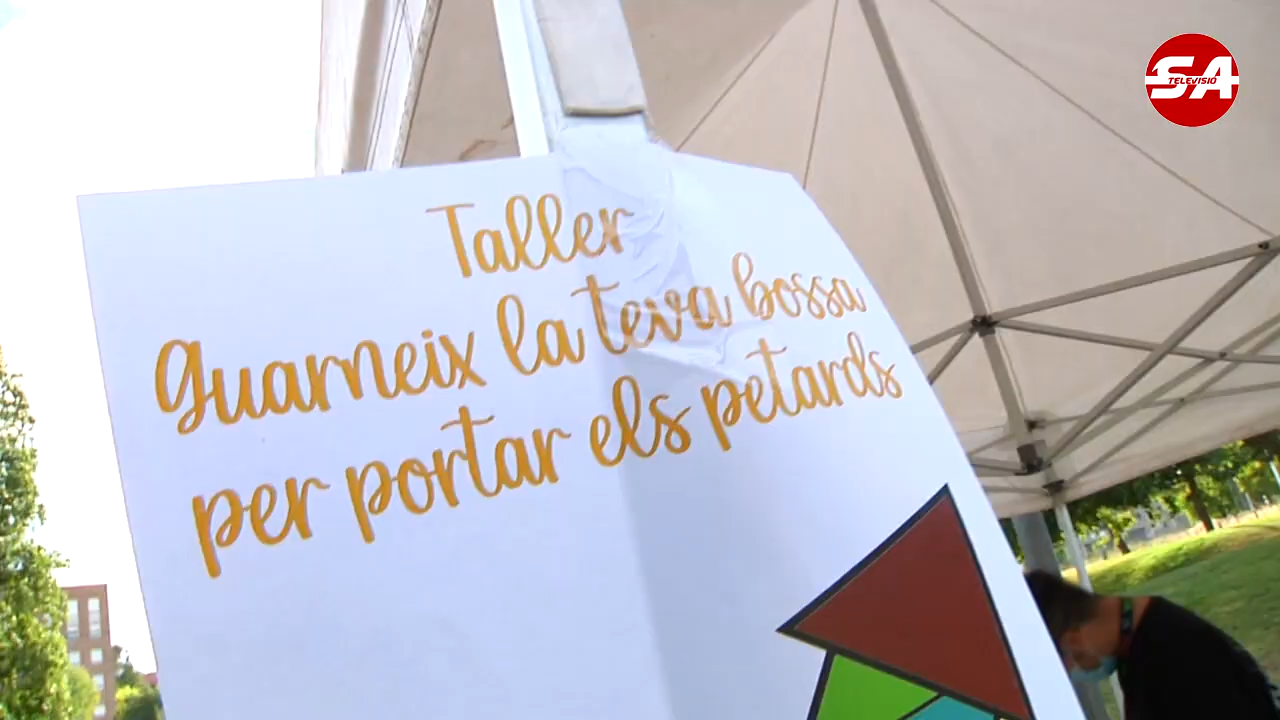 SA
TELEVISIÓ
Taller
Guarneix la teva bossa
per portar els petards